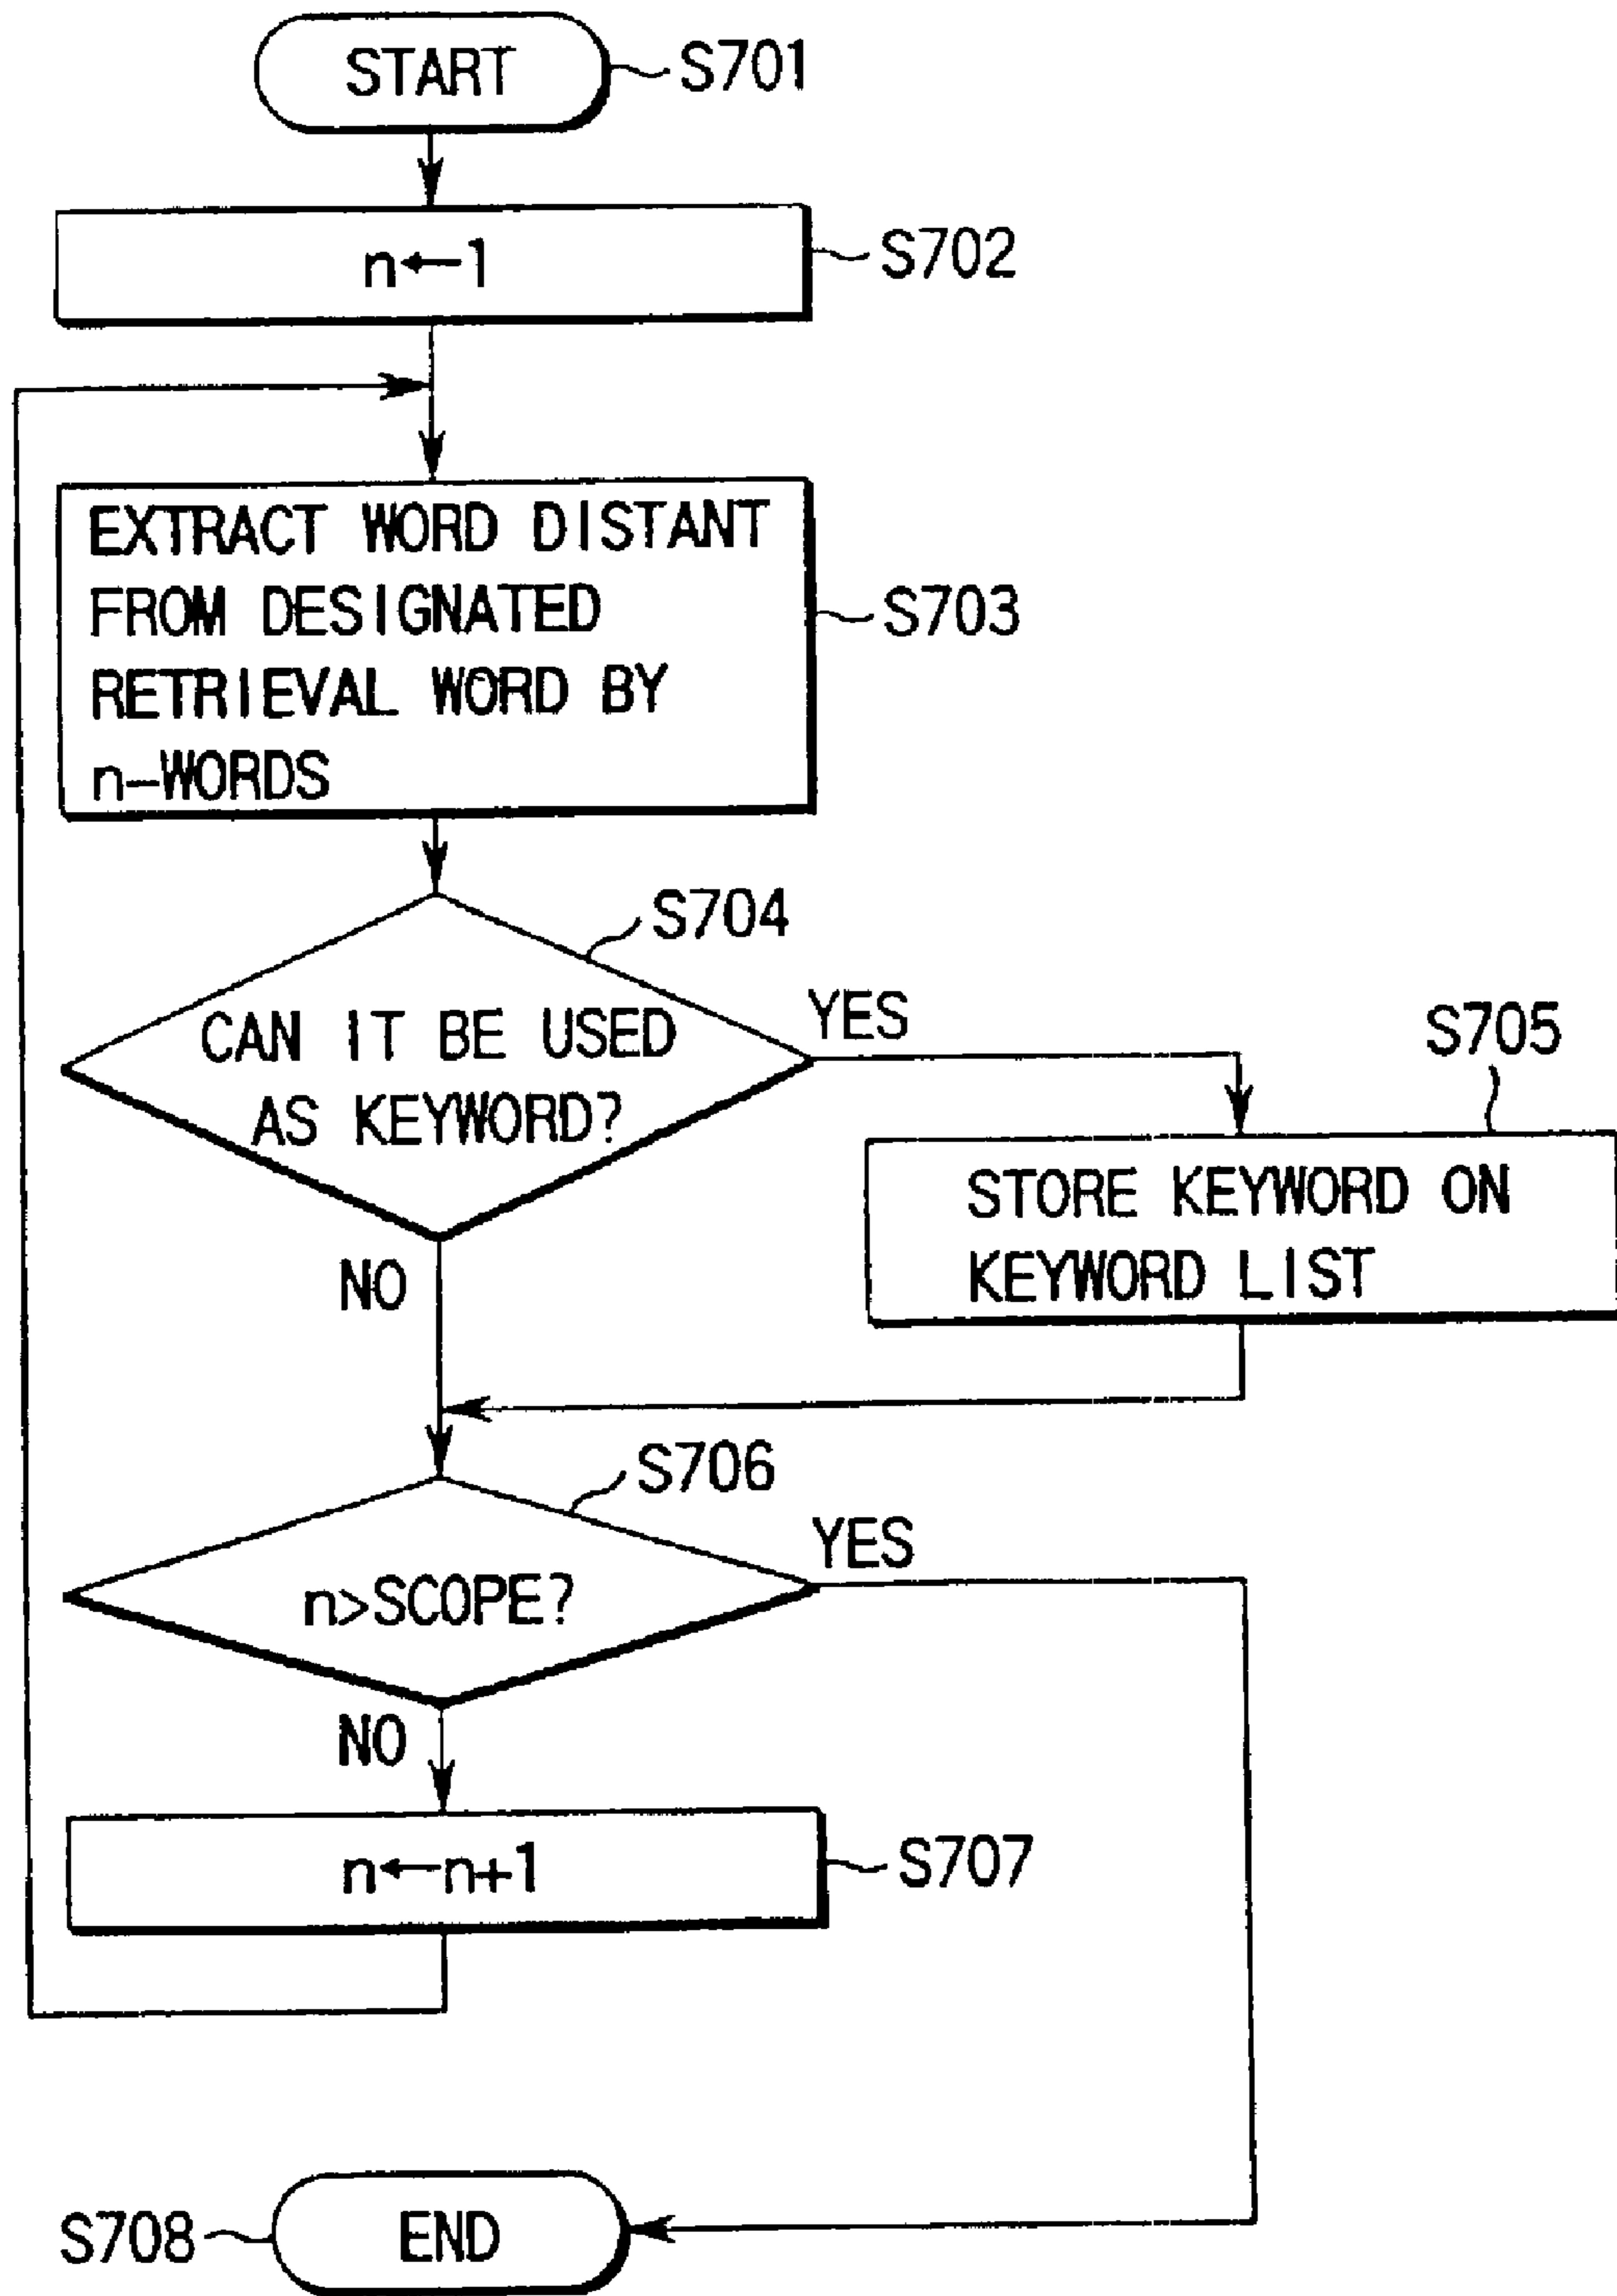 START
S701
n←1
S702
EXTRACT WORD DISTANT
FROM DESIGNATED
RETRIEVAL WORD BY
n-WORDS
S703
S704
CAN IT BE USED
AS KEYWORD?
YES
NO
S705
STORE KEYWORD ON
KEYWORD LIST
S706
n>SCOPE?
YES
NO
n←n+1
S707
S708
END